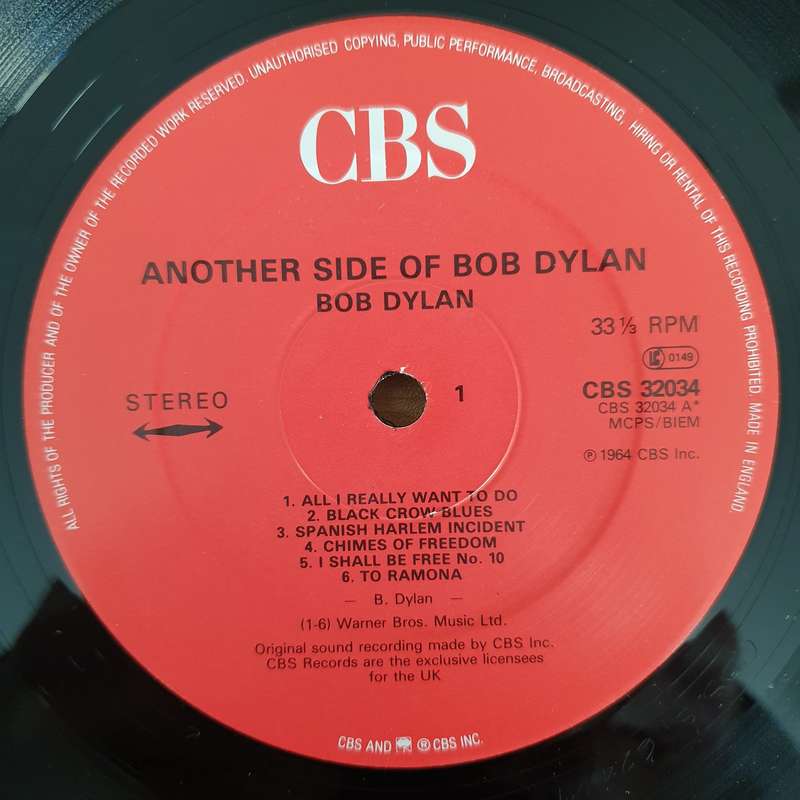 ALL RIGHTS OF THE PRODUCER AND OF THE OWNER OF THE RECORDED WORK RESERVED. UNAUTHORISED COPYING, PUBLIC PERFORMANCE, BROADCASTING, HIRING OR RENTAL OF THIS RECORDING PROHIBITED. MADE IN ENGLAND.
CBS
ANOTHER SIDE OF BOB DYLAN
BOB DYLAN
33⅓ RPM
LC 0149
STEREO
1
CBS 32034
CBS 32034 A*
MCPS/BIEM
℗ 1964 CBS Inc.
1. ALL I REALLY WANT TO DO
2. BLACK CROW BLUES
3. SPANISH HARLEM INCIDENT
4. CHIMES OF FREEDOM
5. I SHALL BE FREE No. 10
6. TO RAMONA
— B. Dylan —
(1-6) Warner Bros. Music Ltd.
Original sound recording made by CBS Inc.
CBS Records are the exclusive licensees
for the UK
CBS AND ® CBS INC.